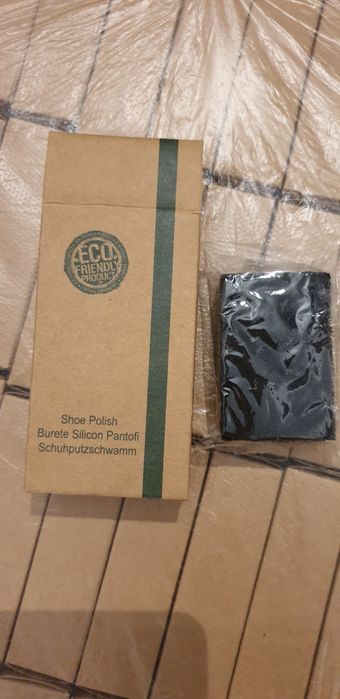 ECO.
FRIENDLY
PRODUCT
Shoe Polish
Burete Silicon Pantofi
Schuhputzschwamm